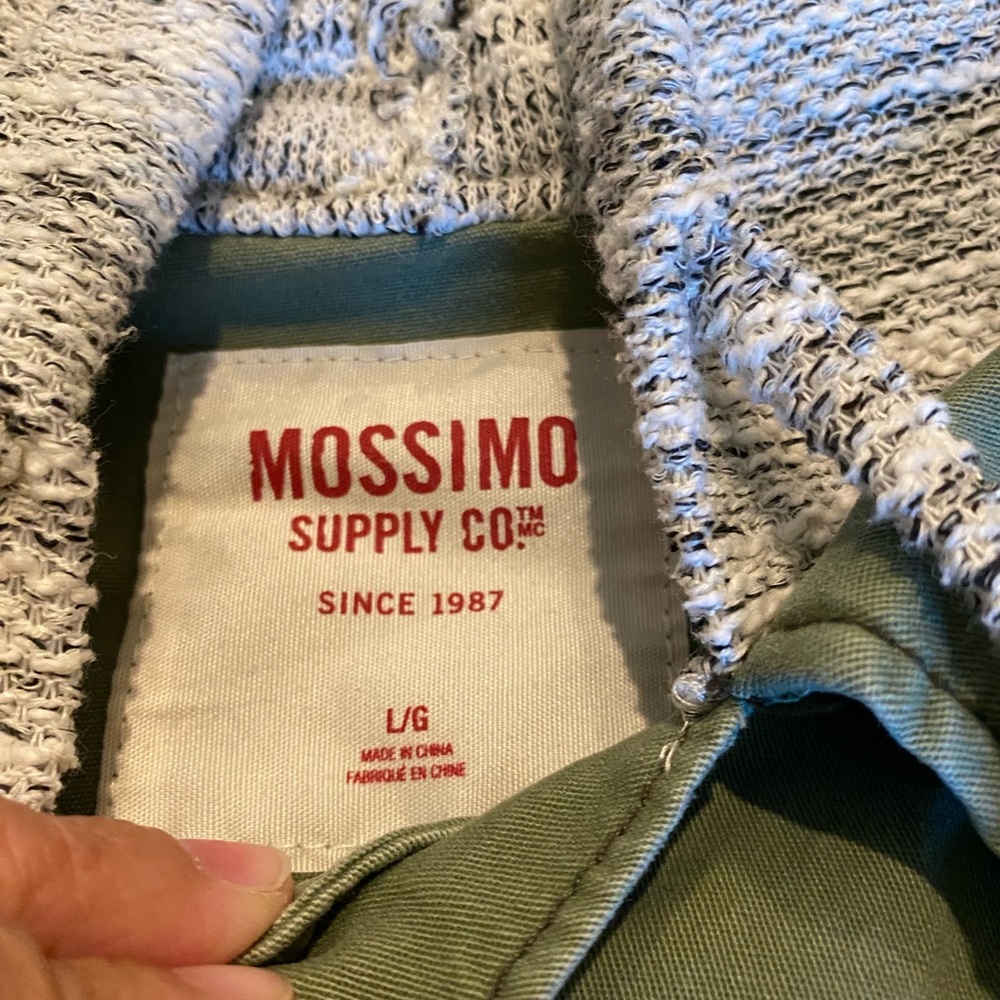 MOSSIMO
SUPPLY CO.™ MC
SINCE 1987
L/G
MADE IN CHINA
FABRIQUÉ EN CHINE